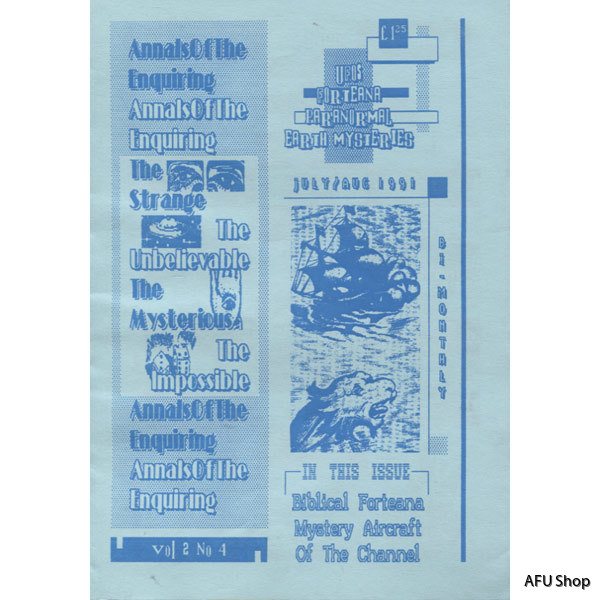 AnnalsOfThe
Enquiring
AnnalsOfThe
Enquiring
The
Strange
The
Unbelievable
The
Mysterious
The
Impossible
AnnalsOfThe
Enquiring
AnnalsOfThe
Enquiring
Vol 2 No 4
£1.25
UFOS
FORTEANA
PARANORMAL
EARTH MYSTERIES
JULY/AUG 1991
BI-MONTHLY
IN THIS ISSUE
Biblical Forteana
Mystery Aircraft
Of The Channel
AFU Shop